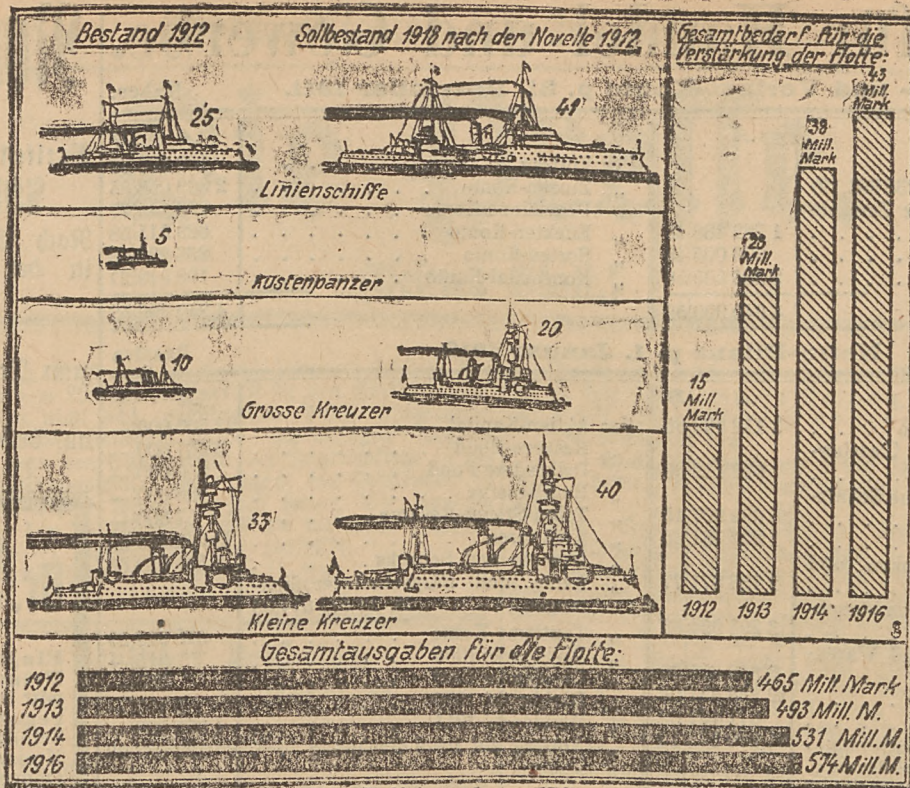 Bestand 1912
Sollbestand 1918 nach der Novelle 1912
25
41
Linienschiffe
5
Küstenpanzer
10
20
Grosse Kreuzer
33
40
Kleine Kreuzer
Gesamtbedarf für die
Verstärkung der Flotte:
15
Mill.
Mark
28
Mill.
Mark
38
Mill.
Mark
43
Mill.
Mark
1912 1913 1914 1916
Gesamtausgaben für die Flotte:
1912 465 Mill. Mark
1913 493 Mill. M.
1914 531 Mill. M.
1916 574 Mill. M.